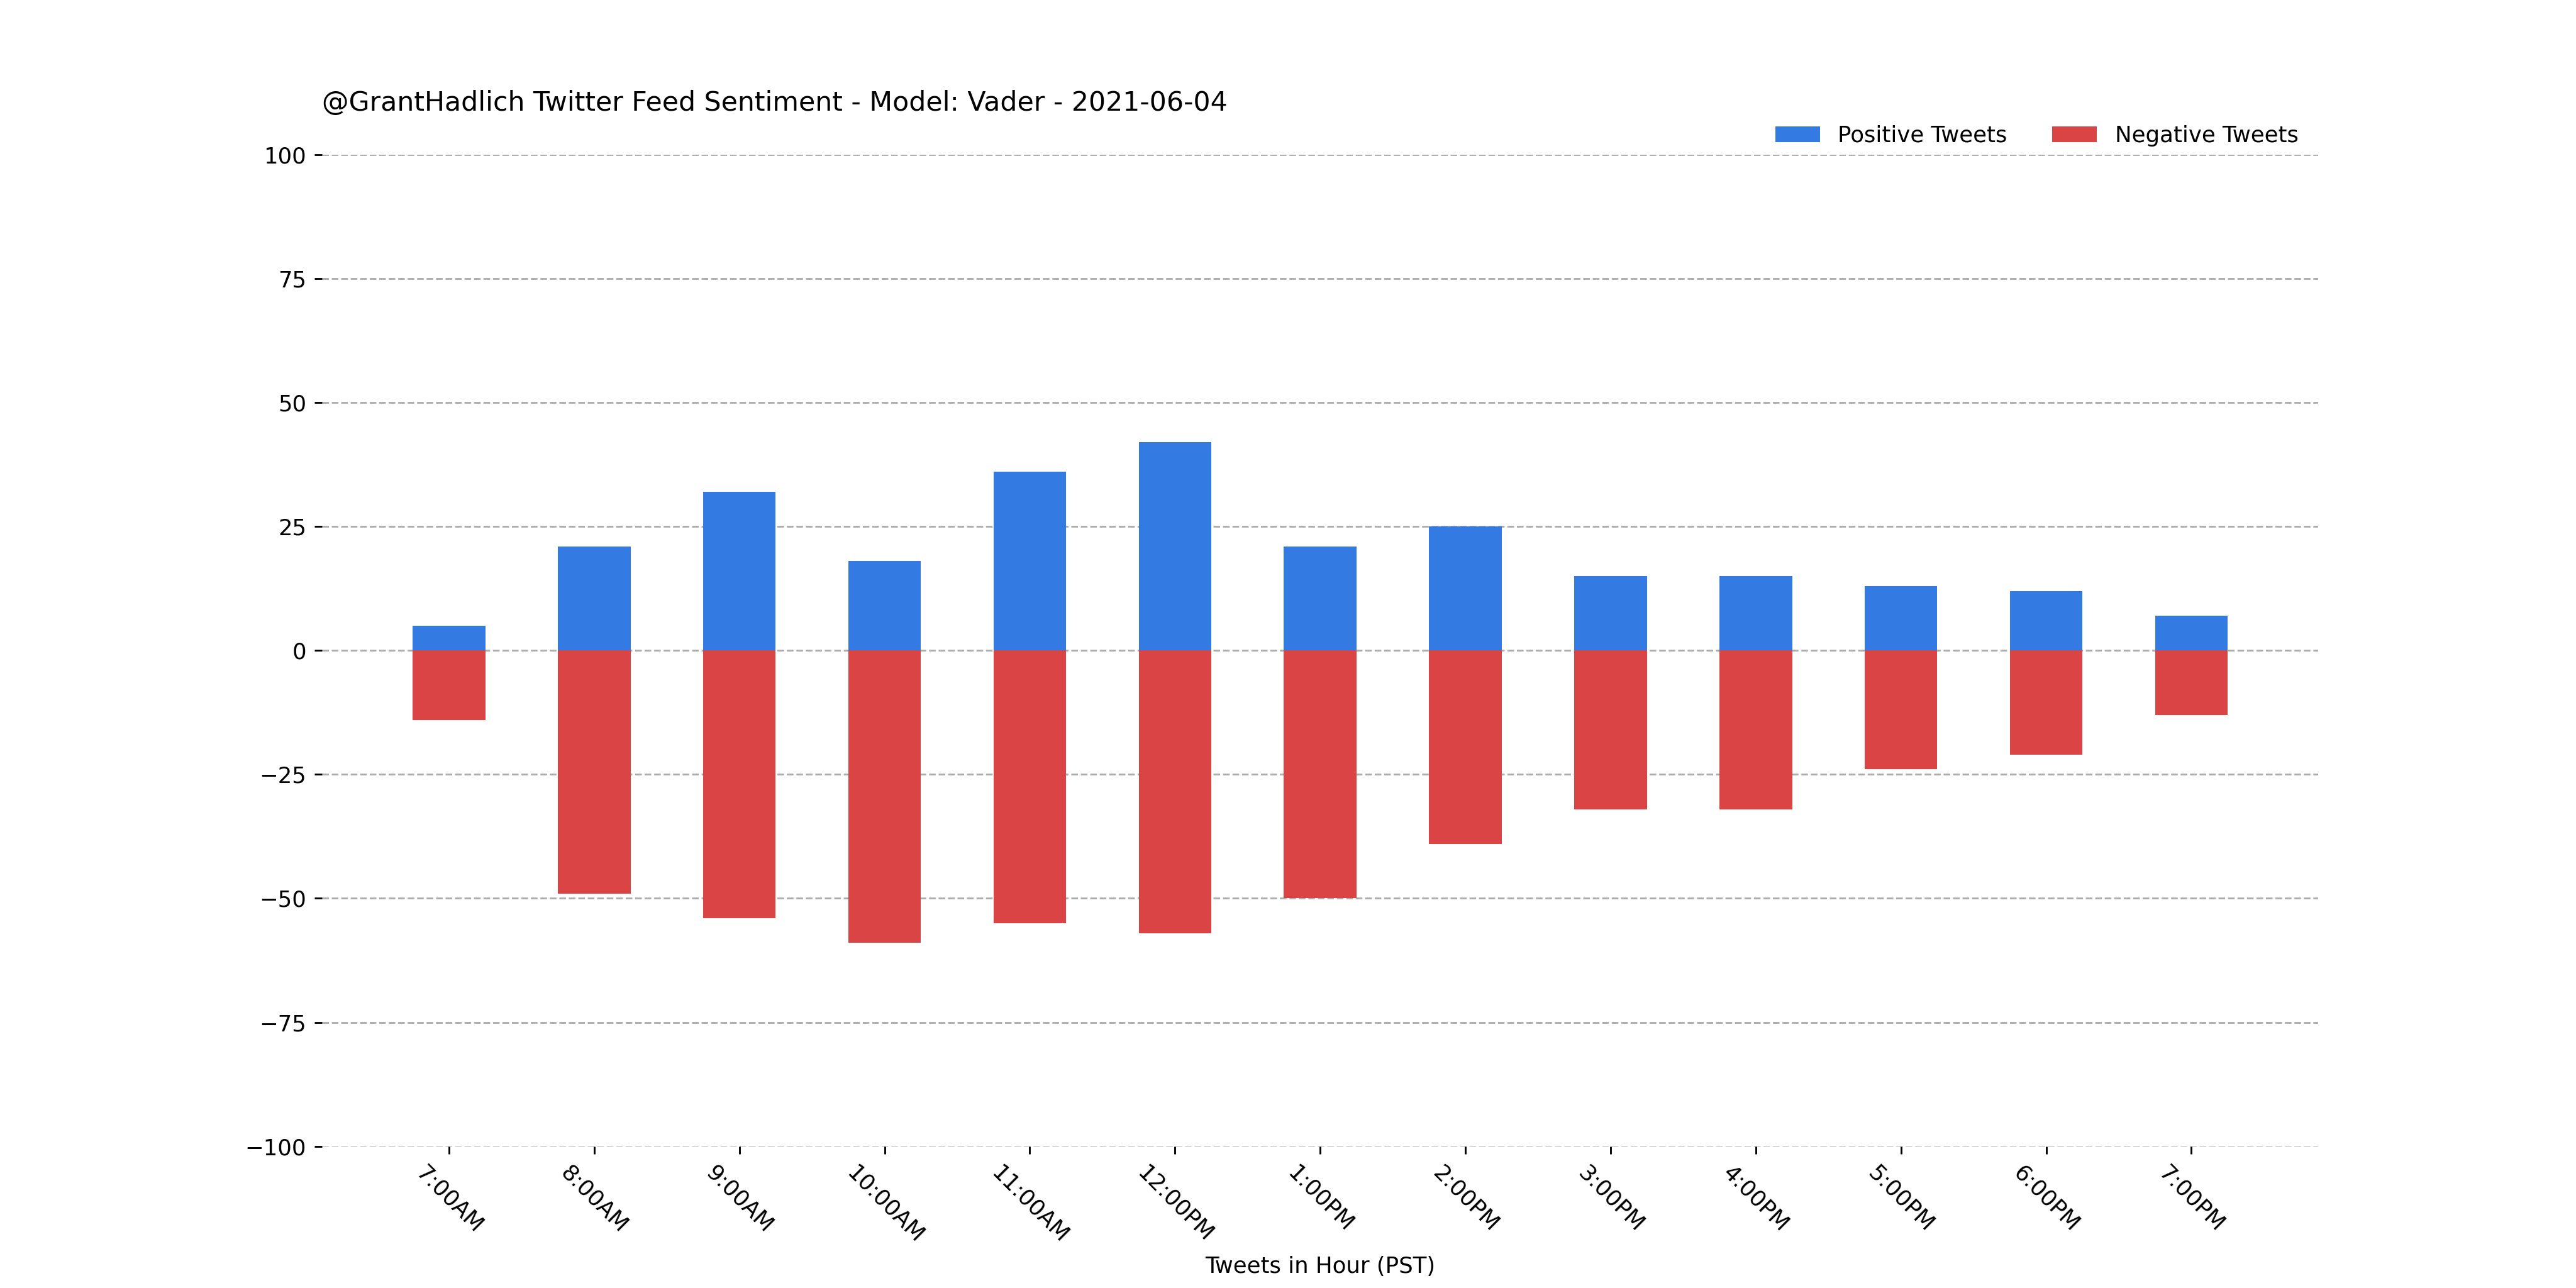 @GrantHadlich Twitter Feed Sentiment - Model: Vader - 2021-06-04
Positive Tweets Negative Tweets
100
75
50
25
0
−25
−50
−75
−100
7:00AM 8:00AM 9:00AM 10:00AM 11:00AM 12:00PM 1:00PM 2:00PM 3:00PM 4:00PM 5:00PM 6:00PM 7:00PM
Tweets in Hour (PST)